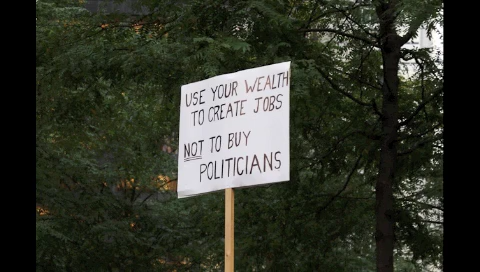 USE YOUR WEALTH
TO CREATE JOBS
NOT TO BUY
POLITICIANS